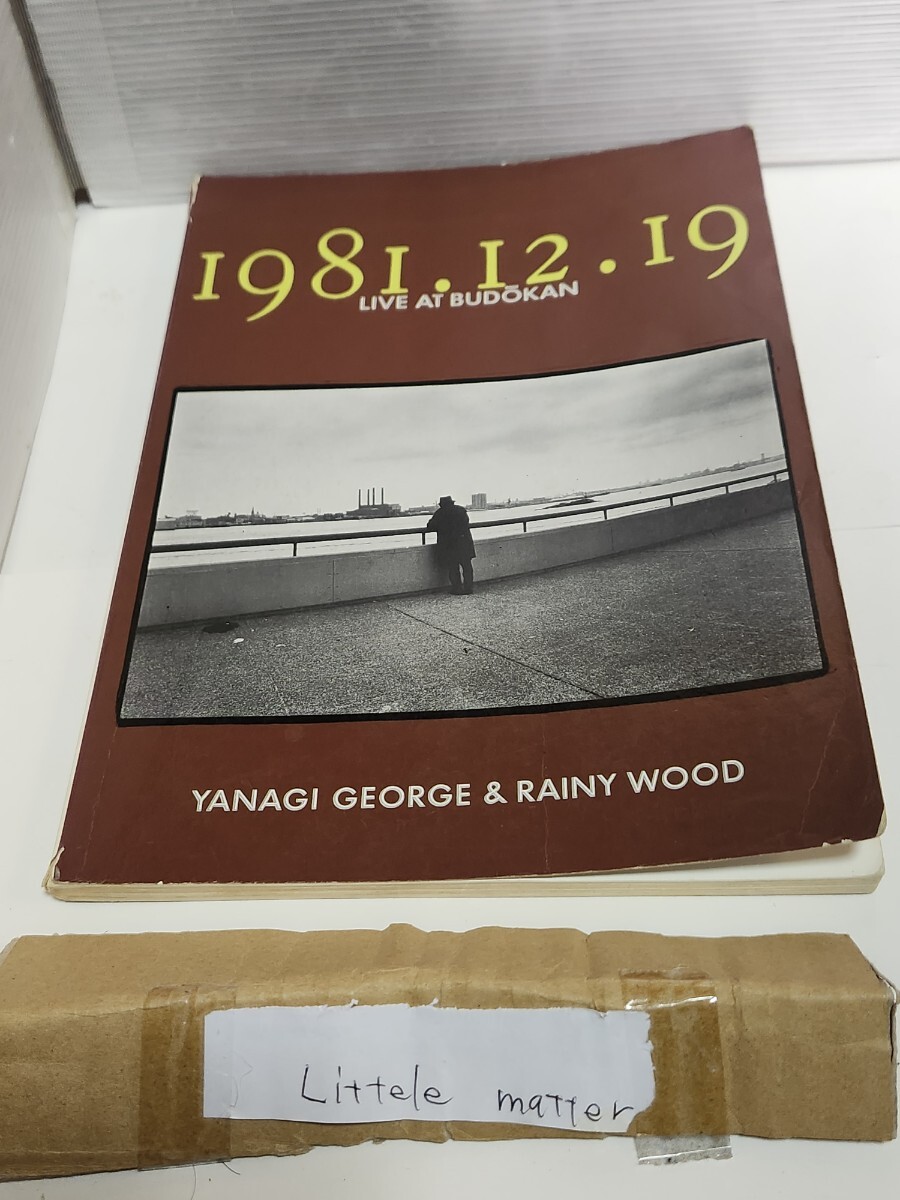 1981.12.19
LIVE AT BUDŌKAN
YANAGI GEORGE & RAINY WOOD
Littele matter